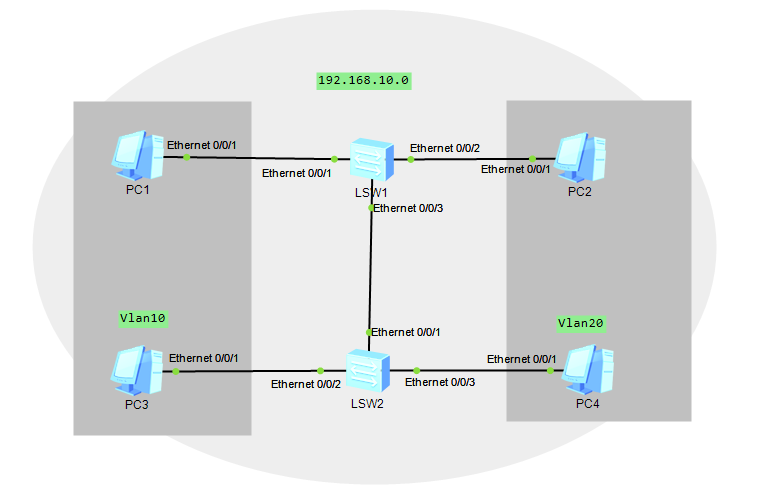 192.168.10.0
Ethernet 0/0/1
Ethernet 0/0/1
PC1
LSW1
Ethernet 0/0/2
Ethernet 0/0/1
PC2
Ethernet 0/0/3
Vlan10
Vlan20
Ethernet 0/0/1
Ethernet 0/0/1
Ethernet 0/0/2
PC3
LSW2
Ethernet 0/0/3
Ethernet 0/0/1
PC4